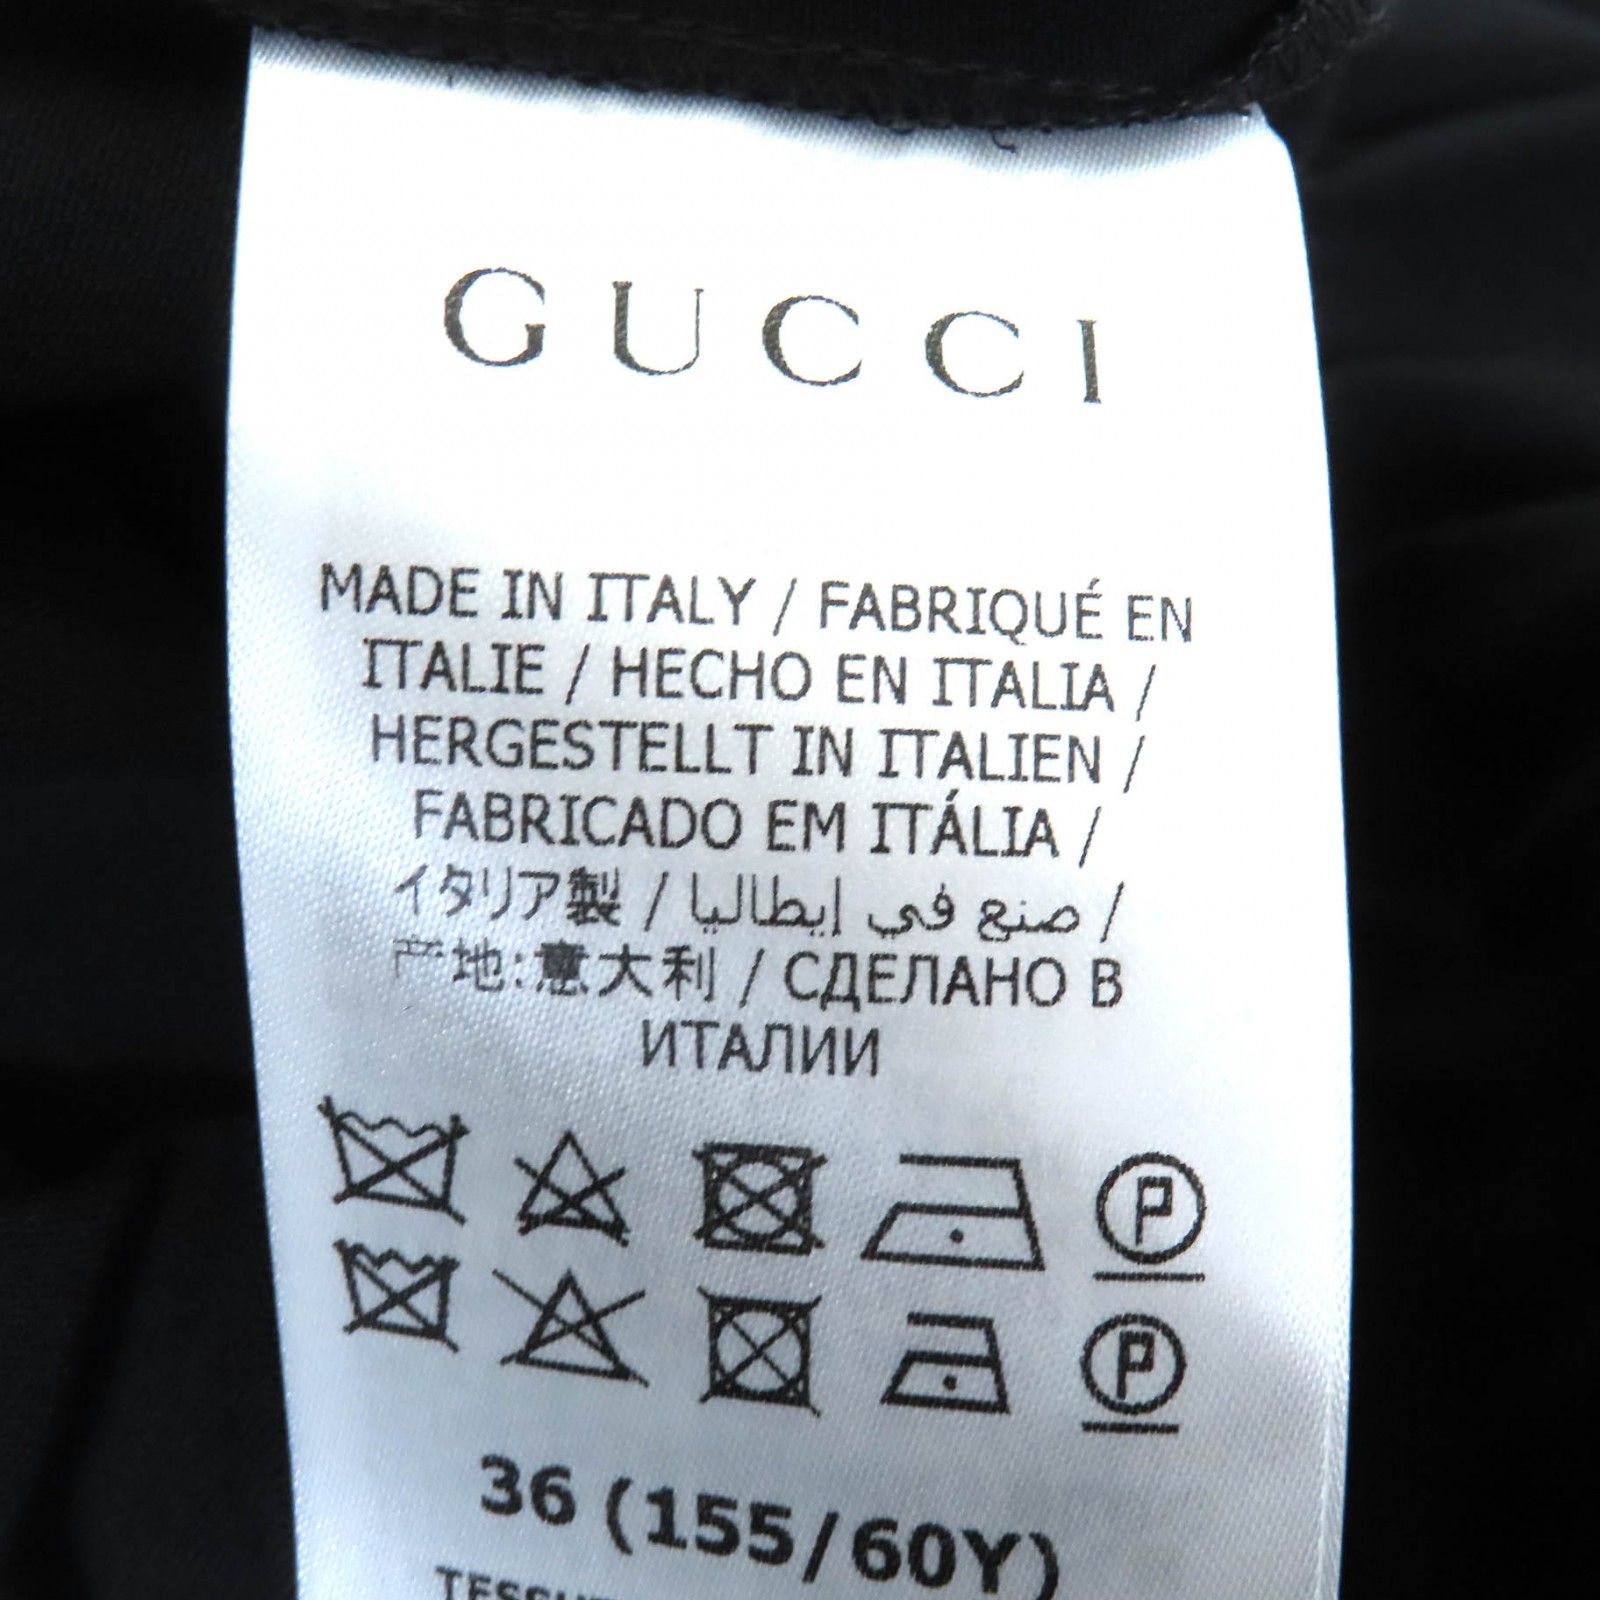 GUCCI
MADE IN ITALY / FABRIQUÉ EN
ITALIE / HECHO EN ITALIA /
HERGESTELLT IN ITALIEN /
FABRICADO EM ITÁLIA /
イタリア製 / صنع في إيطاليا /
产地:意大利 / СДЕЛАНО В
ИТАЛИИ
P
P
36 (155/60Y)